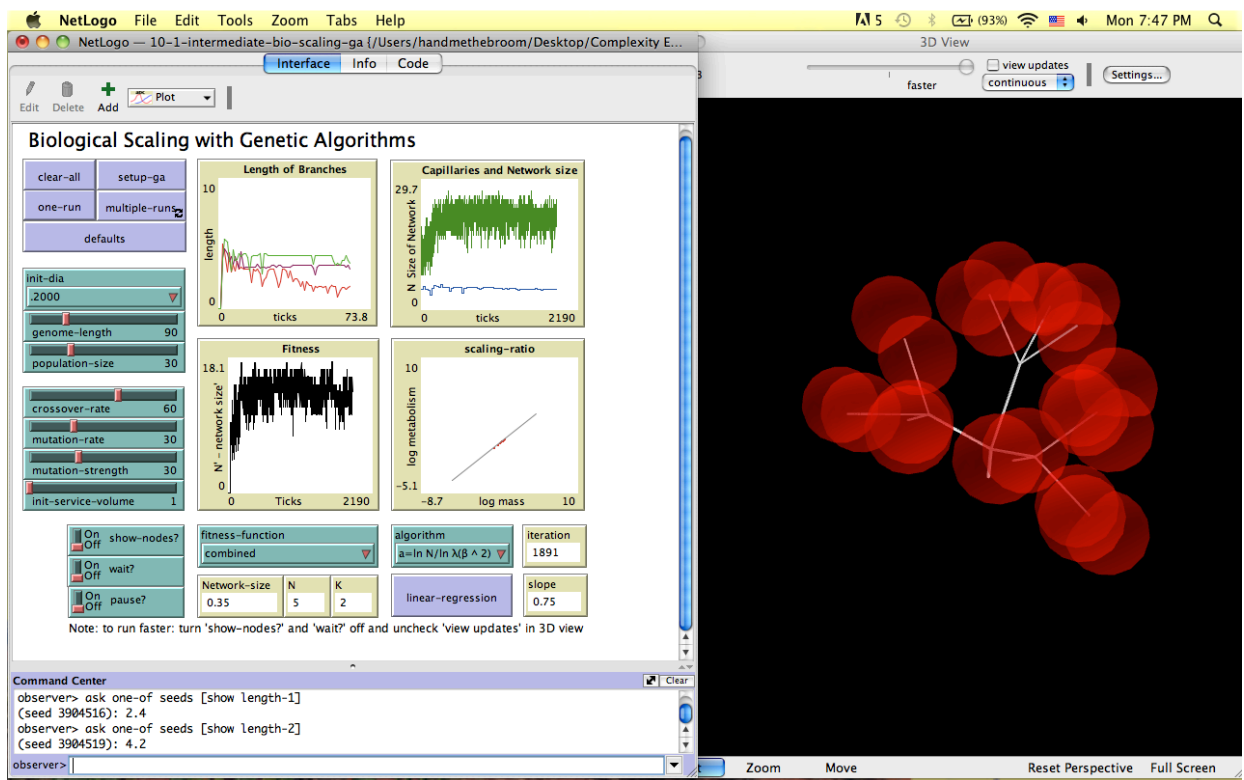 NetLogo File Edit Tools Zoom Tabs Help
5 (93%) Mon 7:47 PM
NetLogo — 10-1-intermediate-bio-scaling-ga {/Users/handmethebroom/Desktop/Complexity E...
Interface Info Code
Edit Delete Add Plot
Biological Scaling with Genetic Algorithms
clear-all setup-ga
one-run multiple-runs
defaults
init-dia
.2000
genome-length 90
population-size 30
crossover-rate 60
mutation-rate 30
mutation-strength 30
init-service-volume 1
Length of Branches
10
length
0
0 ticks 73.8
Capillaries and Network size
29.7
N Size of Network
0
0 ticks 2190
Fitness
18.1
N' - network size'
0
0 Ticks 2190
scaling-ratio
10
log metabolism
-5.1
-8.7 log mass 10
On
Off show-nodes?
On
Off wait?
On
Off pause?
fitness-function
combined
algorithm
a=ln N/ln λ(β ^ 2)
iteration
1891
Network-size
0.35
N
5
K
2
linear-regression
slope
0.75
Note: to run faster: turn 'show-nodes?' and 'wait?' off and uncheck 'view updates' in 3D view
Command Center Clear
observer> ask one-of seeds [show length-1]
(seed 3904516): 2.4
observer> ask one-of seeds [show length-2]
(seed 3904519): 4.2
observer>
3D View
faster
view updates
continuous
Settings...
Zoom Move Reset Perspective Full Screen